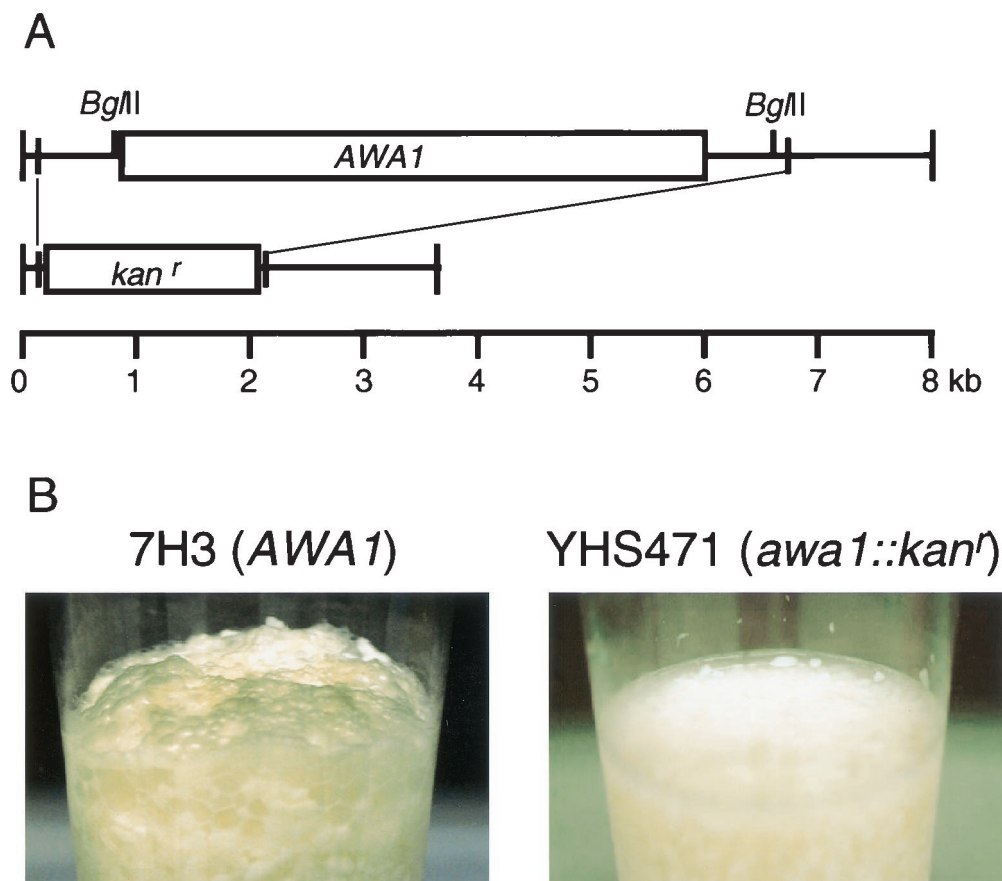 A
BglII BglII
AWA1
kan r
0 1 2 3 4 5 6 7 8 kb
B
7H3 (AWA1) YHS471 (awa1::kanr)